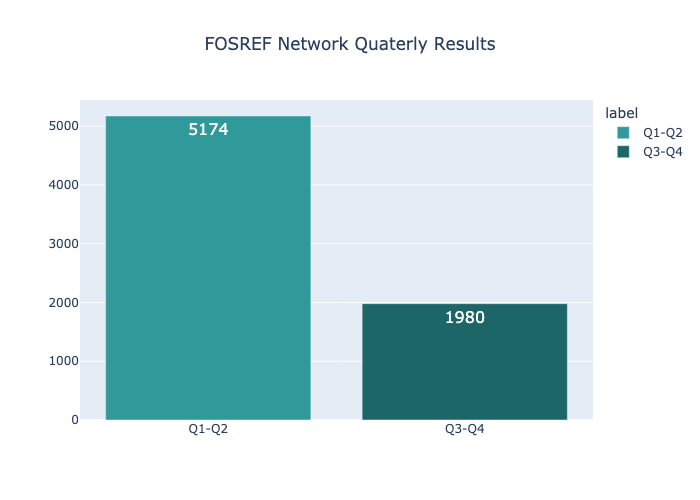 FOSREF Network Quaterly Results
label
Q1-Q2
Q3-Q4
5000
4000
3000
2000
1000
0
5174
1980
Q1-Q2
Q3-Q4